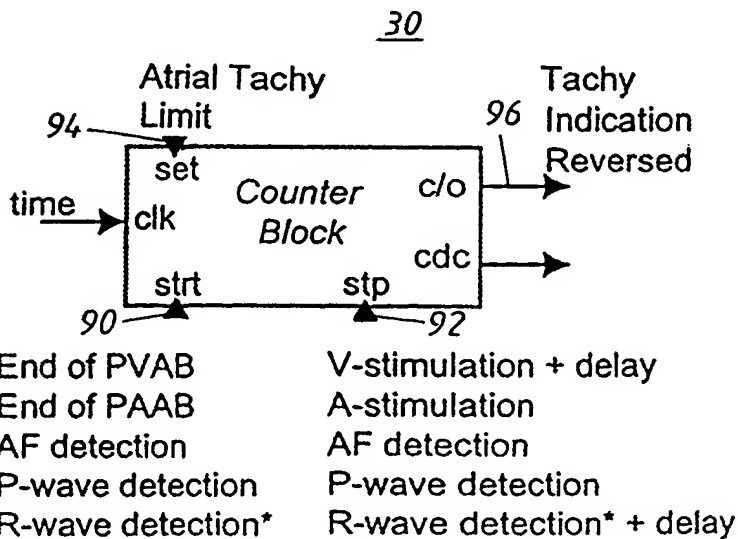 30
Atrial Tachy
Limit
Tachy
Indication
Reversed
94
96
set
c/o
time
clk
Counter
Block
cdc
strt
stp
90
92
End of PVAB
V-stimulation + delay
End of PAAB
A-stimulation
AF detection
AF detection
P-wave detection
P-wave detection
R-wave detection*
R-wave detection* + delay